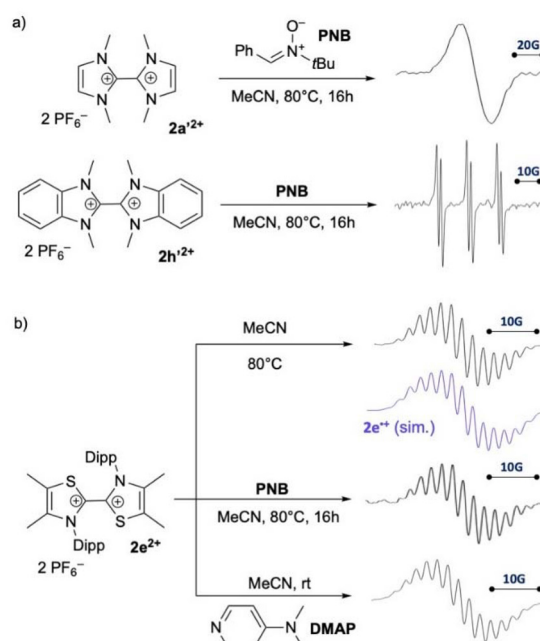 a)
O⁻
PNB
Ph
N⁺
tBu
MeCN, 80°C, 16h
20G
N
N
N
N
2 PF₆⁻
2a'²⁺
PNB
MeCN, 80°C, 16h
10G
N
N
N
N
2 PF₆⁻
2h'²⁺
b)
MeCN
80°C
10G
2e•⁺ (sim.)
Dipp
S
N
N
S
Dipp
2e²⁺
2 PF₆⁻
PNB
MeCN, 80°C, 16h
10G
MeCN, rt
10G
N
N
DMAP